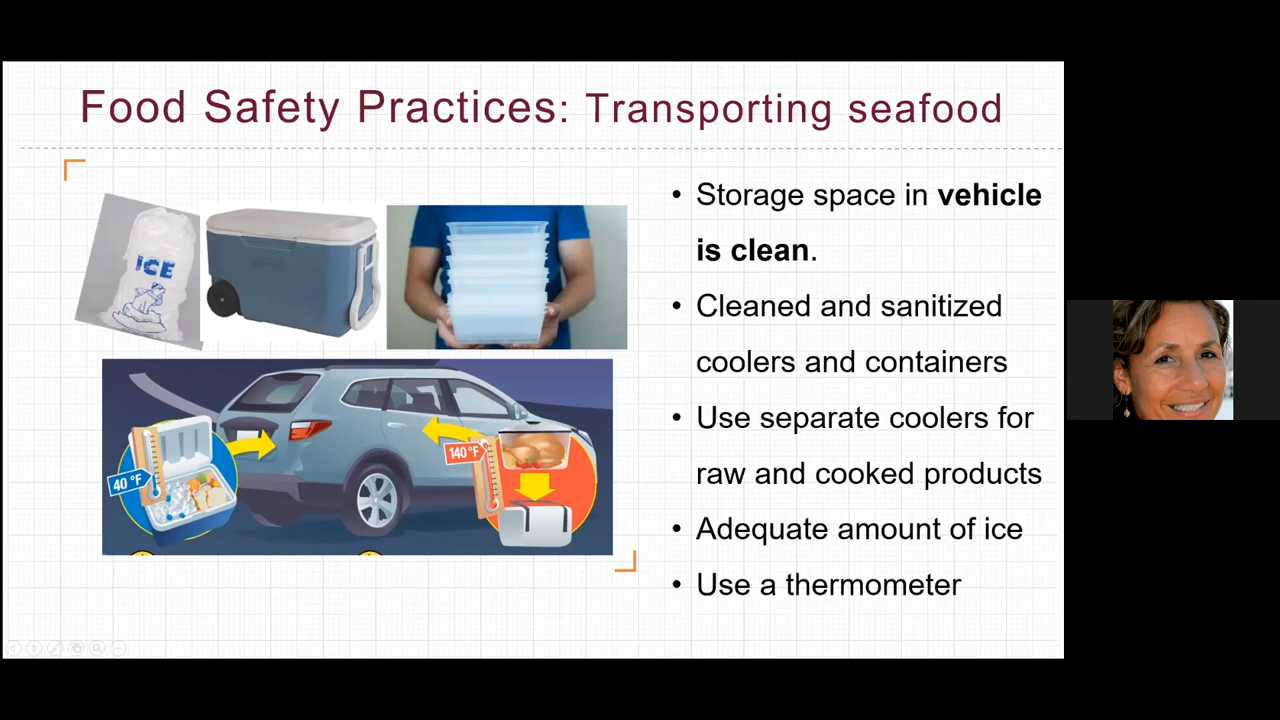 Food Safety Practices: Transporting seafood
ICE
40 °F
140 °F
• Storage space in vehicle
is clean.
• Cleaned and sanitized
coolers and containers
• Use separate coolers for
raw and cooked products
• Adequate amount of ice
• Use a thermometer